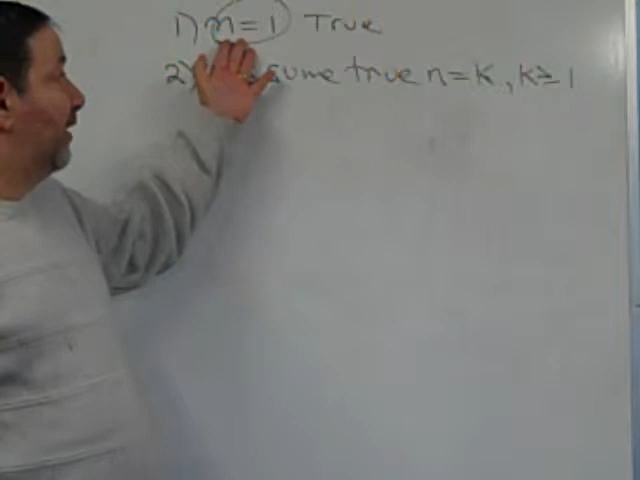 1) n=1 True
2) true n=k, k≥1